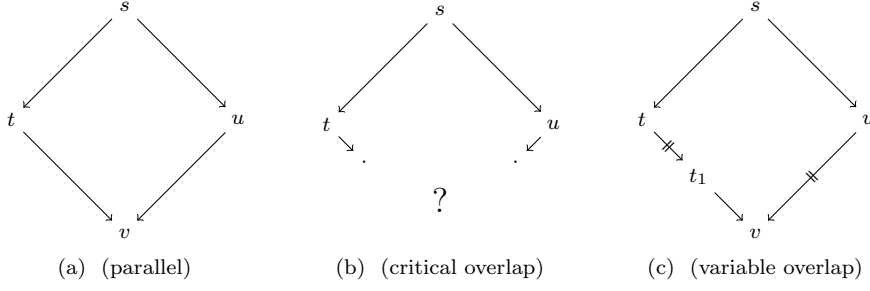 s
s
s
t
u
t
u
t
u
.
.
t₁
?
v
v
(a) (parallel)
(b) (critical overlap)
(c) (variable overlap)